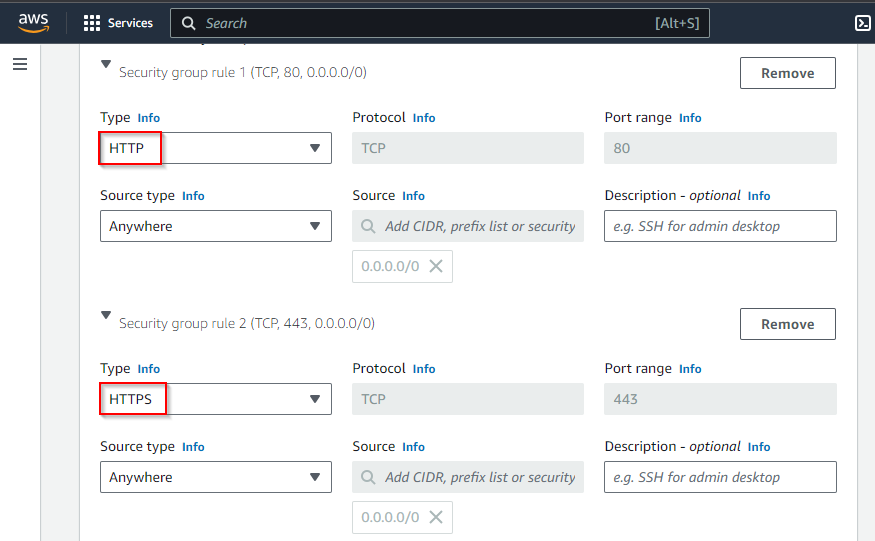 aws
Services
Search
[Alt+S]
Security group rule 1 (TCP, 80, 0.0.0.0/0)
Remove
Type Info
Protocol Info
Port range Info
HTTP
TCP
80
Source type Info
Source Info
Description - optional Info
Anywhere
Add CIDR, prefix list or security
e.g. SSH for admin desktop
0.0.0.0/0
Security group rule 2 (TCP, 443, 0.0.0.0/0)
Remove
Type Info
Protocol Info
Port range Info
HTTPS
TCP
443
Source type Info
Source Info
Description - optional Info
Anywhere
Add CIDR, prefix list or security
e.g. SSH for admin desktop
0.0.0.0/0